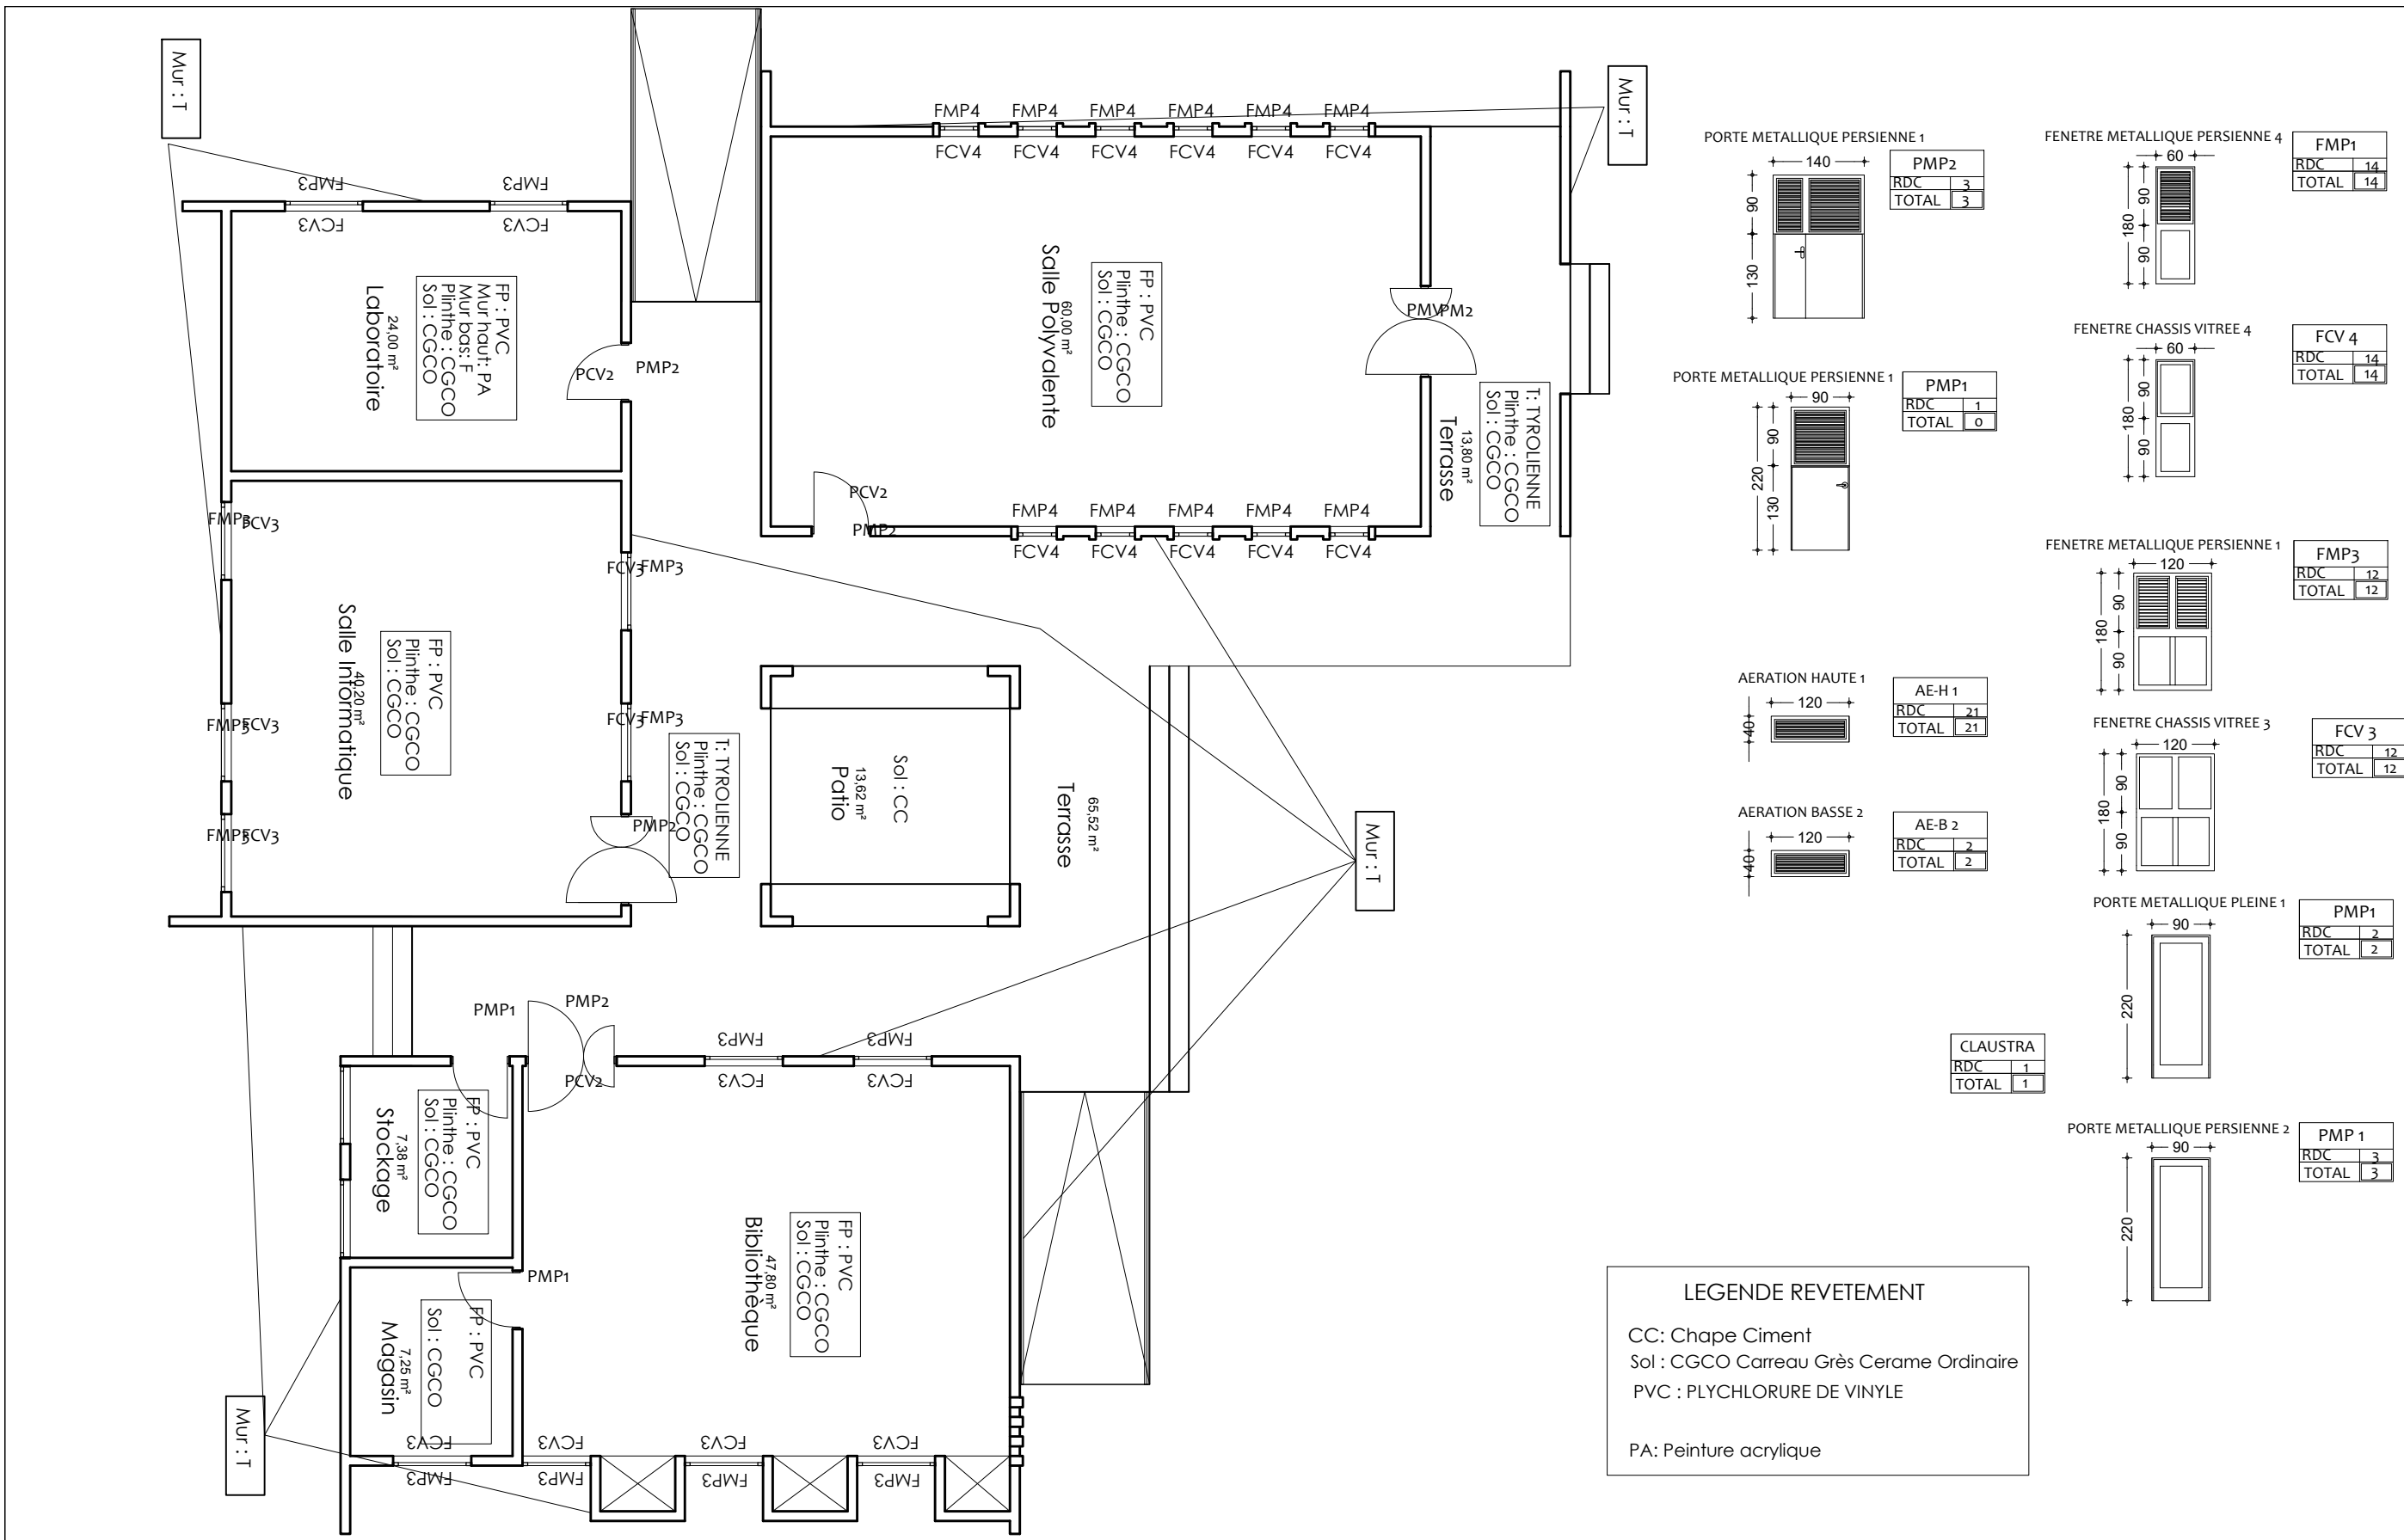 Mur : T
FMP3
FMP3
FCV3
FCV3
FP : PVC
Mur haut: PA
Mur bas: F
Plinthe : CGCO
Sol : CGCO
24,00 m²
Laboratoire
PCV2
PMP2
FMP4 FMP4 FMP4 FMP4 FMP4 FMP4
FCV4 FCV4 FCV4 FCV4 FCV4 FCV4
Mur : T
FP : PVC
Plinthe : CGCO
Sol : CGCO
60,00 m²
Salle Polyvalente
PMV
PM2
T: TYROLIENNE
Plinthe : CGCO
Sol : CGCO
13,80 m²
Terrasse
PCV2
PMP2
FMP4 FMP4 FMP4 FMP4 FMP4
FCV4 FCV4 FCV4 FCV4 FCV4
FMP3
FCV3
FCV3
FMP3
FP : PVC
Plinthe : CGCO
Sol : CGCO
40,20 m²
Salle Informatique
FMP3
FCV3
FCV3
FMP3
FMP3
FCV3
PMP2
T: TYROLIENNE
Plinthe : CGCO
Sol : CGCO
Sol : CC
13,62 m²
Patio
65,52 m²
Terrasse
Mur : T
PMP1
PMP2
PCV2
FMP3
FMP3
FCV3
FCV3
FP : PVC
Plinthe : CGCO
Sol : CGCO
7,38 m²
Stockage
PMP1
FP : PVC
Plinthe : CGCO
Sol : CGCO
47,80 m²
Bibliothèque
FP : PVC
Sol : CGCO
7,25 m²
Magasin
Mur : T
FCV3 FCV3 FCV3 FCV3
FMP3 FMP3 FMP3 FMP3
PORTE METALLIQUE PERSIENNE 1
140
90
130
PMP2
RDC 3
TOTAL 3
FENETRE METALLIQUE PERSIENNE 4
60
180
90
90
FMP1
RDC 14
TOTAL 14
FENETRE CHASSIS VITREE 4
60
180
90
90
FCV 4
RDC 14
TOTAL 14
PORTE METALLIQUE PERSIENNE 1
90
220
90
130
PMP1
RDC 1
TOTAL 0
FENETRE METALLIQUE PERSIENNE 1
120
180
90
90
FMP3
RDC 12
TOTAL 12
AERATION HAUTE 1
120
40
AE-H 1
RDC 21
TOTAL 21
FENETRE CHASSIS VITREE 3
120
180
90
90
FCV 3
RDC 12
TOTAL 12
AERATION BASSE 2
120
40
AE-B 2
RDC 2
TOTAL 2
PORTE METALLIQUE PLEINE 1
90
220
PMP1
RDC 2
TOTAL 2
CLAUSTRA
RDC 1
TOTAL 1
PORTE METALLIQUE PERSIENNE 2
90
220
PMP 1
RDC 3
TOTAL 3
LEGENDE REVETEMENT
CC: Chape Ciment
Sol : CGCO Carreau Grès Cerame Ordinaire
PVC : PLYCHLORURE DE VINYLE
PA: Peinture acrylique